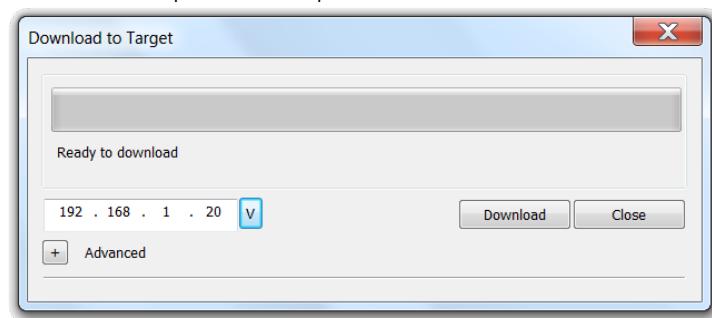 Download to Target
Ready to download
192 . 168 . 1 . 20 V Download Close
+ Advanced